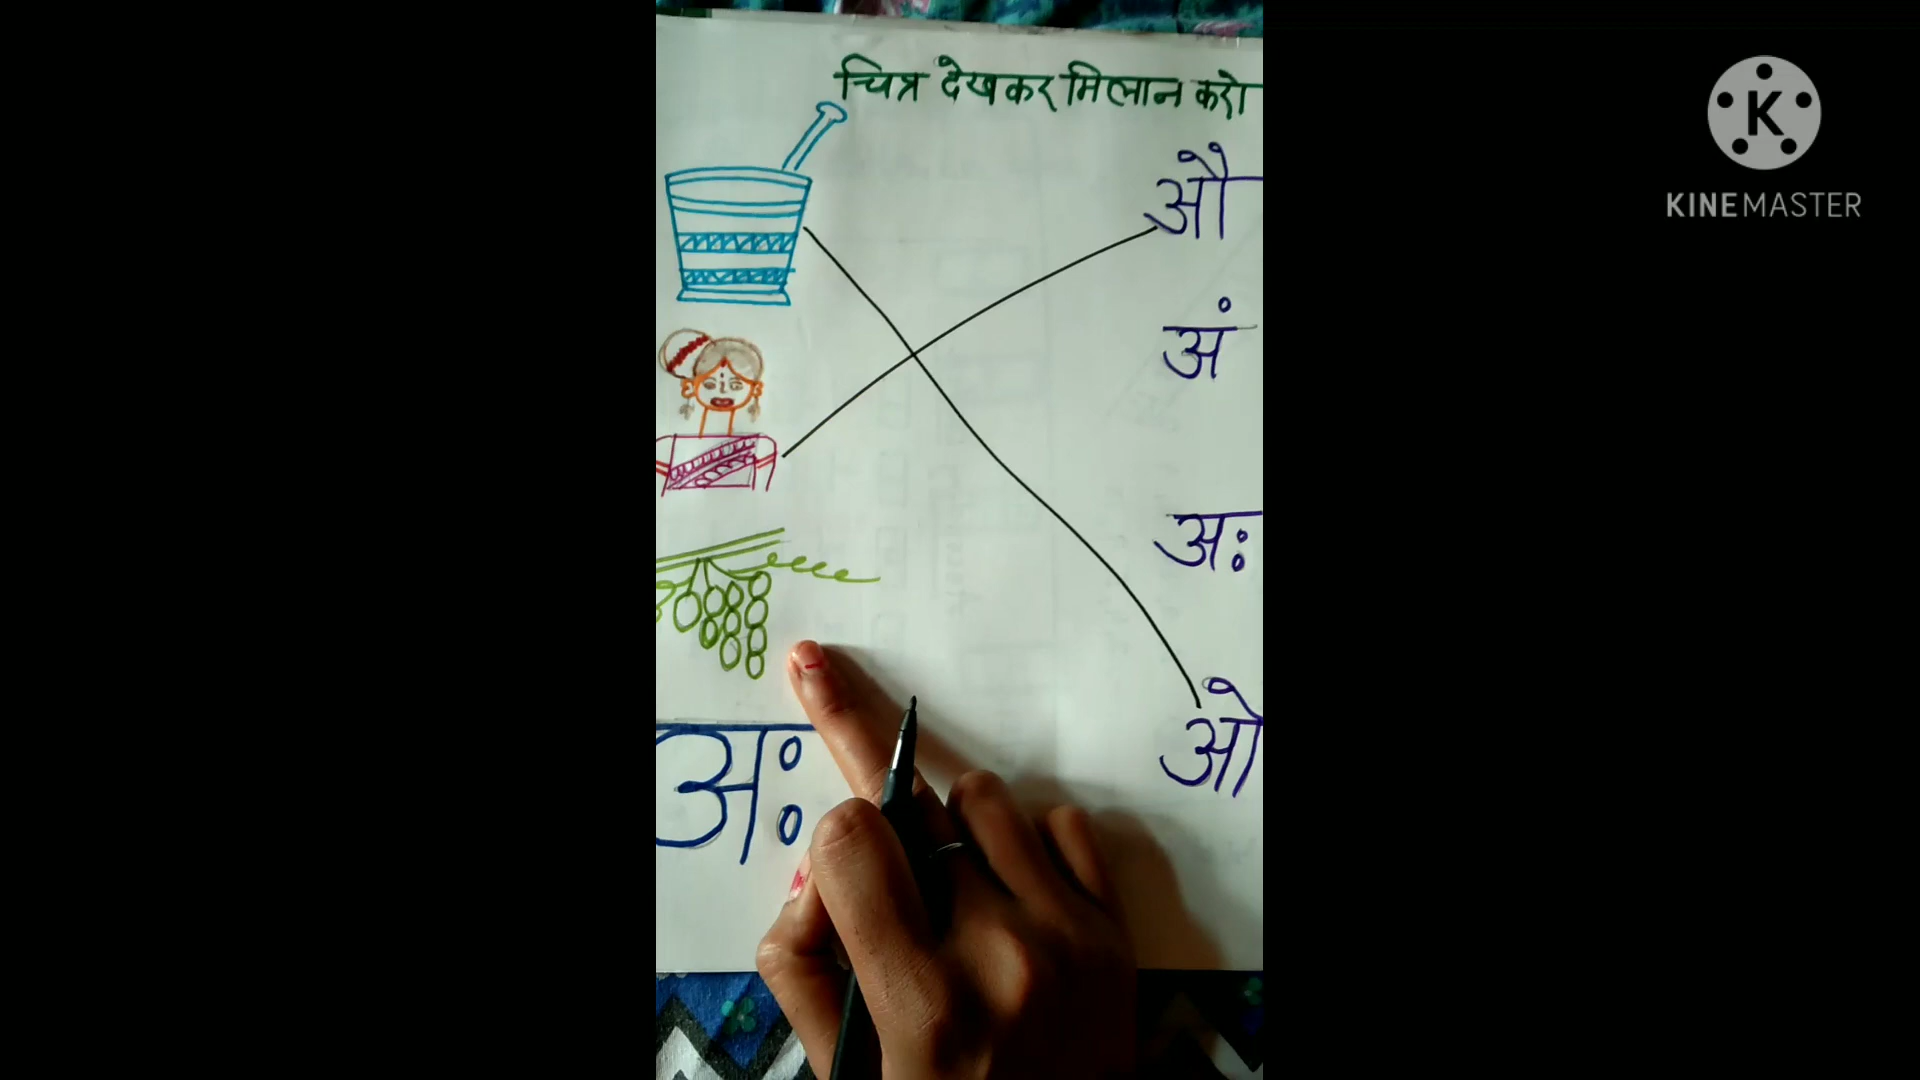 चित्र देखकर मिलान करो
औ
अं
अः
ओ
अः
KINEMASTER